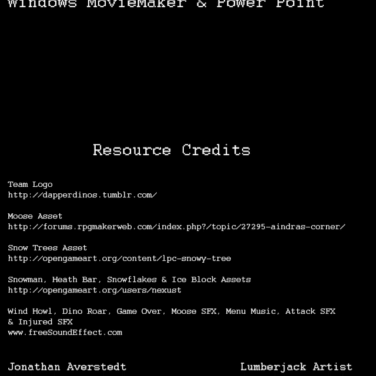 Windows MovieMaker & Power Point
Resource Credits
Team Logo
http://dapperdinos.tumblr.com/
Moose Asset
http://forums.rpgmakerweb.com/index.php?/topic/27295-aindras-corner/
Snow Trees Asset
http://opengameart.org/content/lpc-snowy-tree
Snowman, Heath Bar, Snowflakes & Ice Block Assets
http://opengameart.org/users/nexust
Wind Howl, Dino Roar, Game Over, Moose SFX, Menu Music, Attack SFX
& Injured SFX
www.freeSoundEffect.com
Jonathan Averstedt Lumberjack Artist